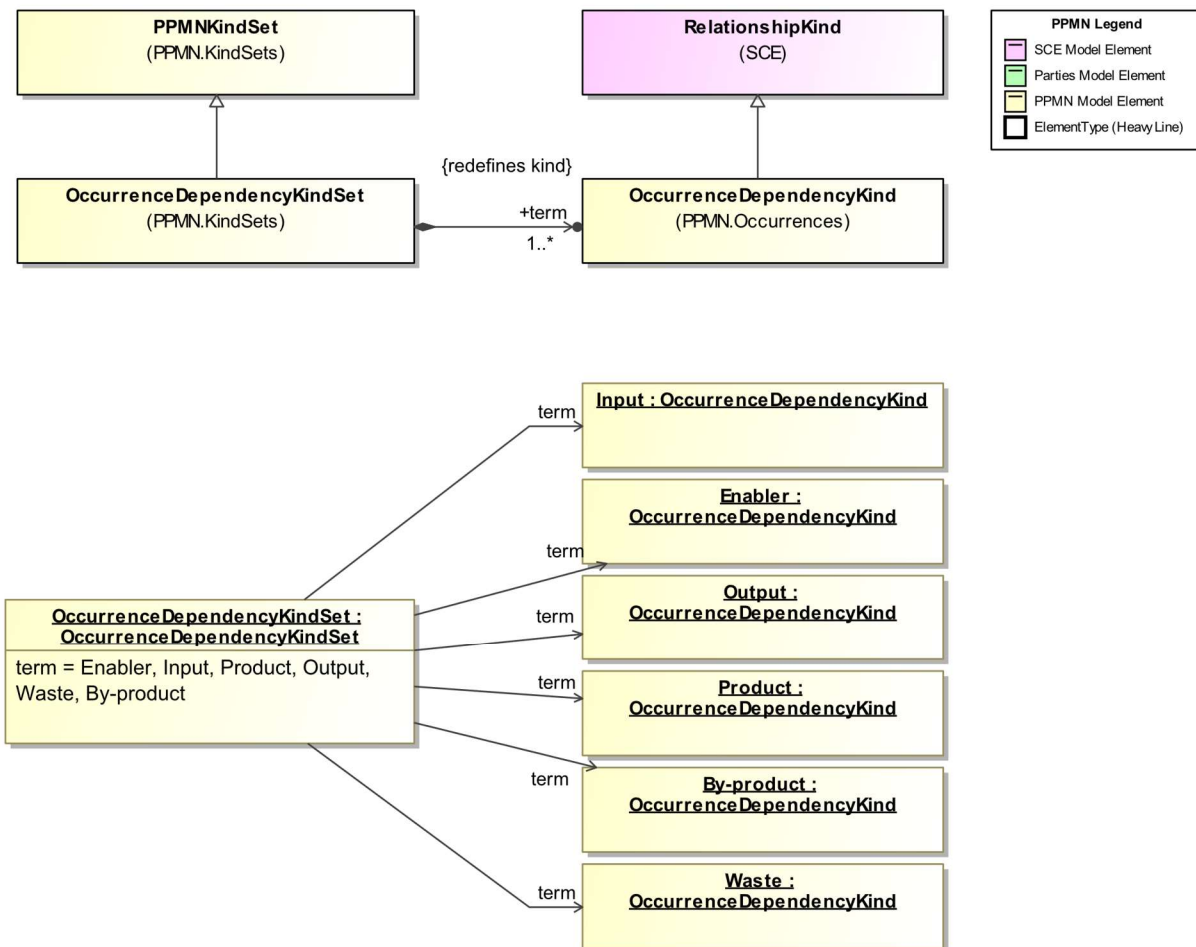 PPMNKindSet
(PPMN.KindSets)
RelationshipKind
(SCE)
PPMN Legend
SCE Model Element
Parties Model Element
PPMN Model Element
ElementType (Heavy Line)
{redefines kind}
OccurrenceDependencyKindSet
(PPMN.KindSets)
+term
1..*
OccurrenceDependencyKind
(PPMN.Occurrences)
term
Input : OccurrenceDependencyKind
term
Enabler :
OccurrenceDependencyKind
term
Output :
OccurrenceDependencyKind
OccurrenceDependencyKindSet :
OccurrenceDependencyKindSet
term = Enabler, Input, Product, Output,
Waste, By-product
term
Product :
OccurrenceDependencyKind
term
By-product :
OccurrenceDependencyKind
term
Waste :
OccurrenceDependencyKind